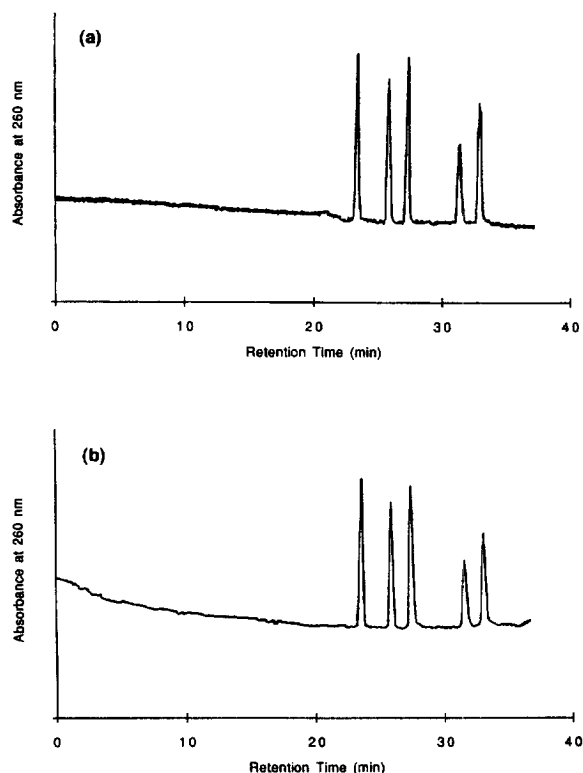 (a)
Absorbance at 260 nm
0 10 20 30 40
Retention Time (min)
(b)
Absorbance at 260 nm
0 10 20 30 40
Retention Time (min)